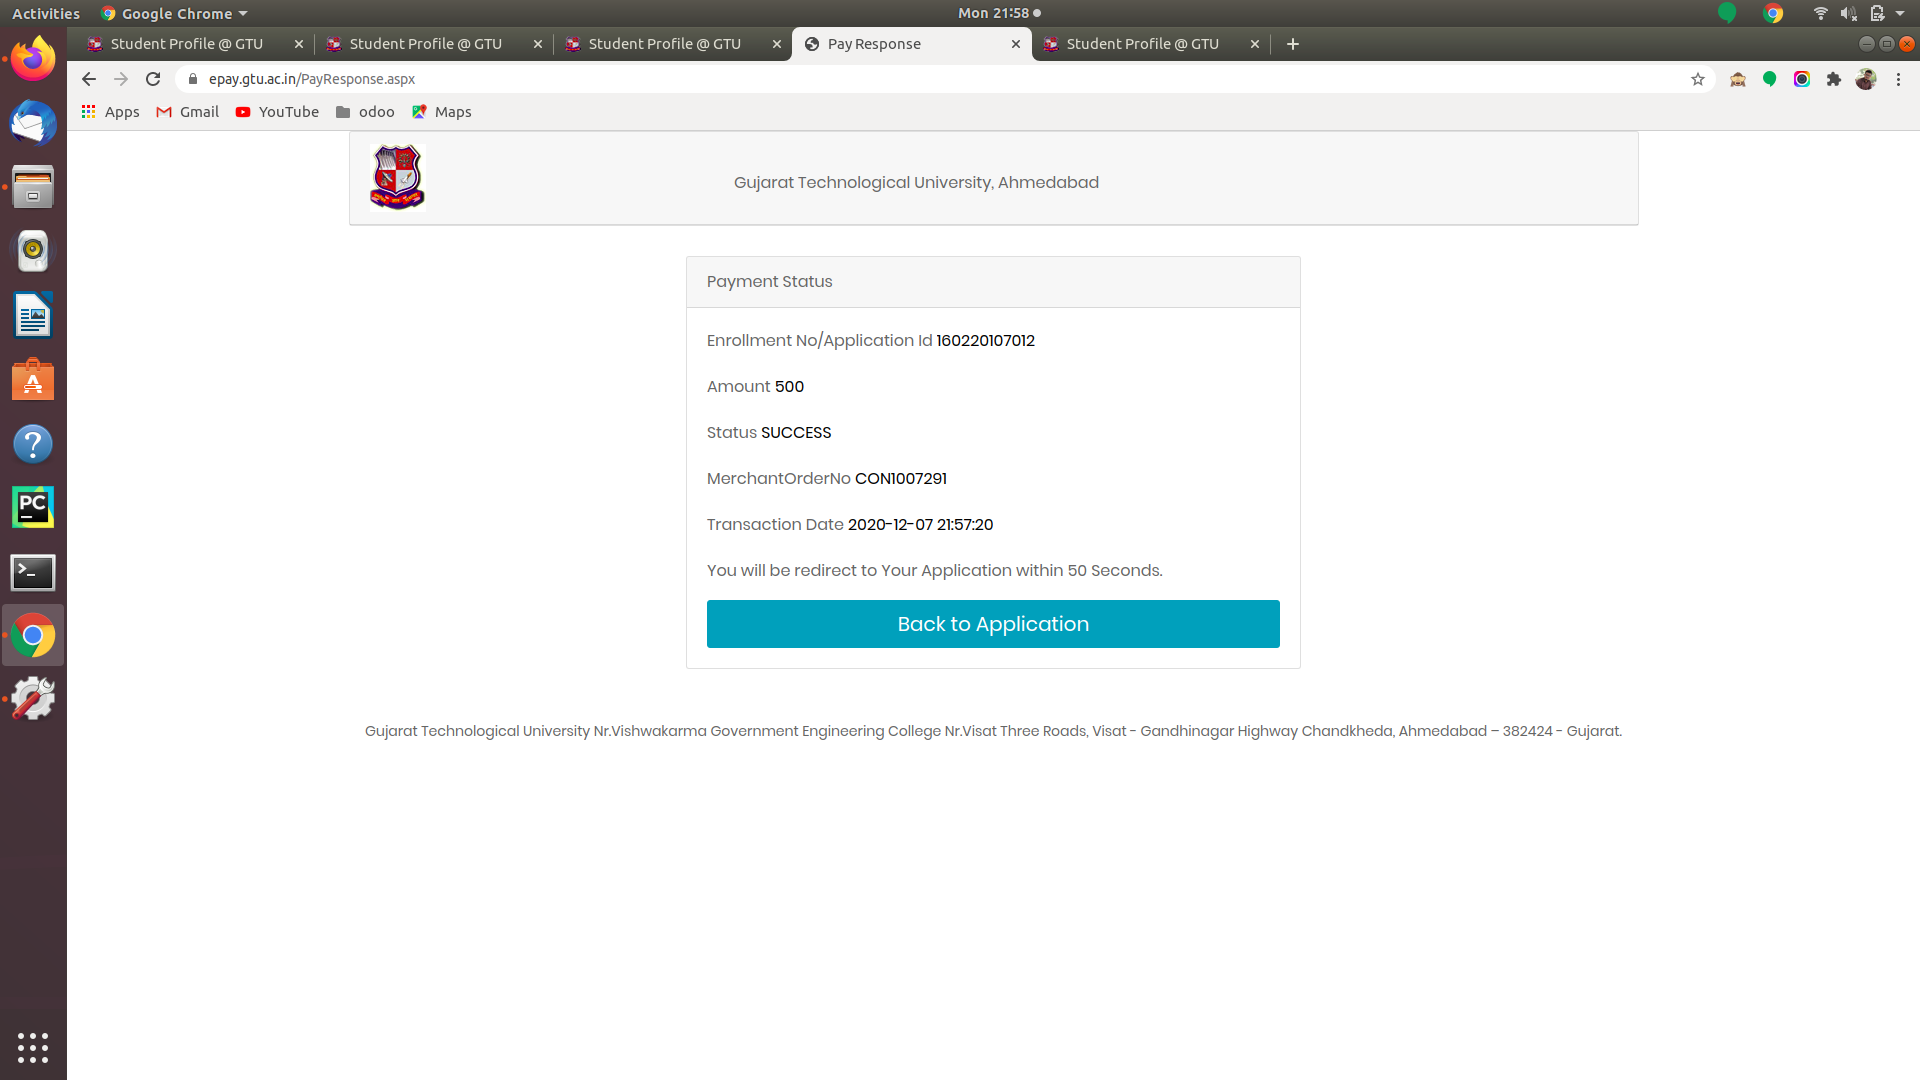 Activities Google Chrome Mon 21:58
Student Profile @ GTU Student Profile @ GTU Student Profile @ GTU Pay Response Student Profile @ GTU
epay.gtu.ac.in/PayResponse.aspx
Apps Gmail YouTube odoo Maps
Gujarat Technological University, Ahmedabad
Payment Status
Enrollment No/Application Id 160220107012
Amount 500
Status SUCCESS
MerchantOrderNo CON1007291
Transaction Date 2020-12-07 21:57:20
You will be redirect to Your Application within 50 Seconds.
Back to Application
PC
Gujarat Technological University Nr.Vishwakarma Government Engineering College Nr.Visat Three Roads, Visat - Gandhinagar Highway Chandkheda, Ahmedabad – 382424 - Gujarat.